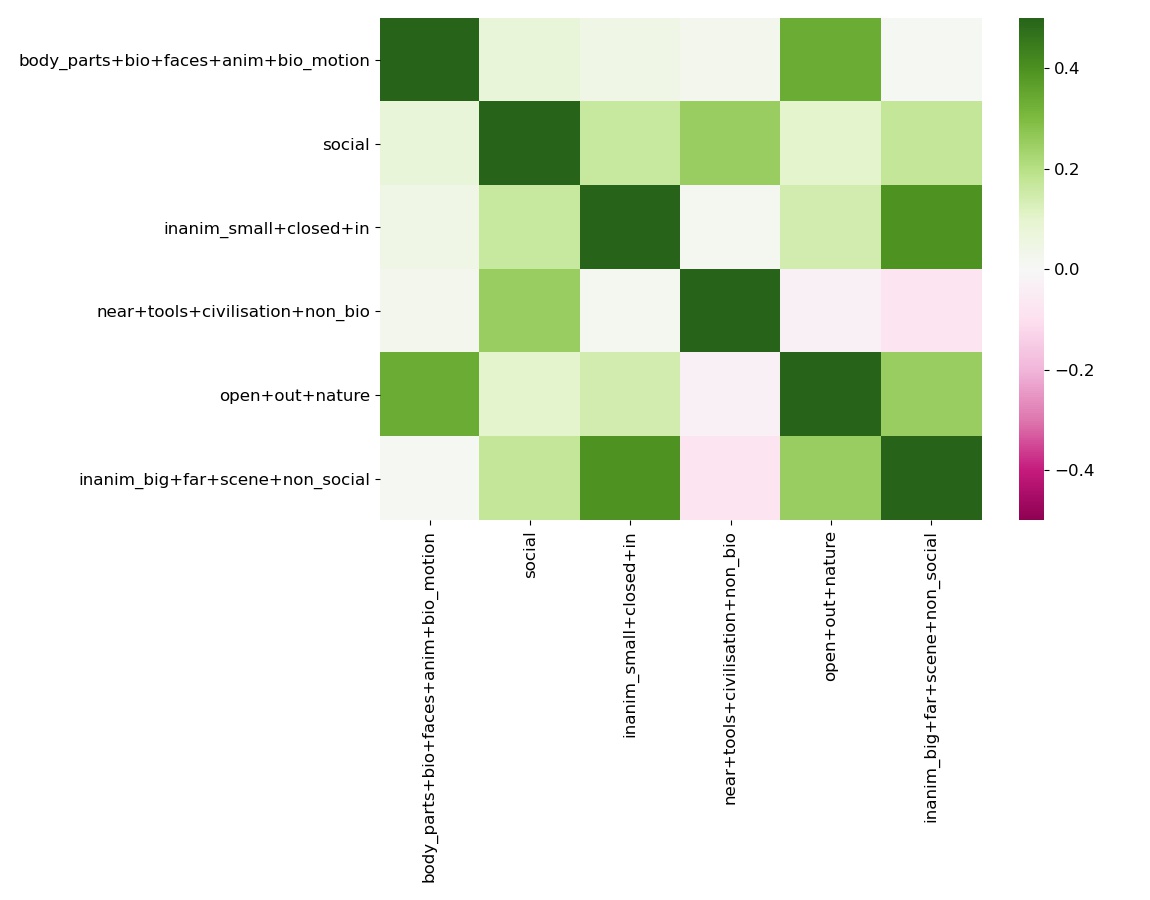 body_parts+bio+faces+anim+bio_motion
social
inanim_small+closed+in
near+tools+civilisation+non_bio
open+out+nature
inanim_big+far+scene+non_social
body_parts+bio+faces+anim+bio_motion
social
inanim_small+closed+in
near+tools+civilisation+non_bio
open+out+nature
inanim_big+far+scene+non_social
0.4
0.2
0.0
−0.2
−0.4